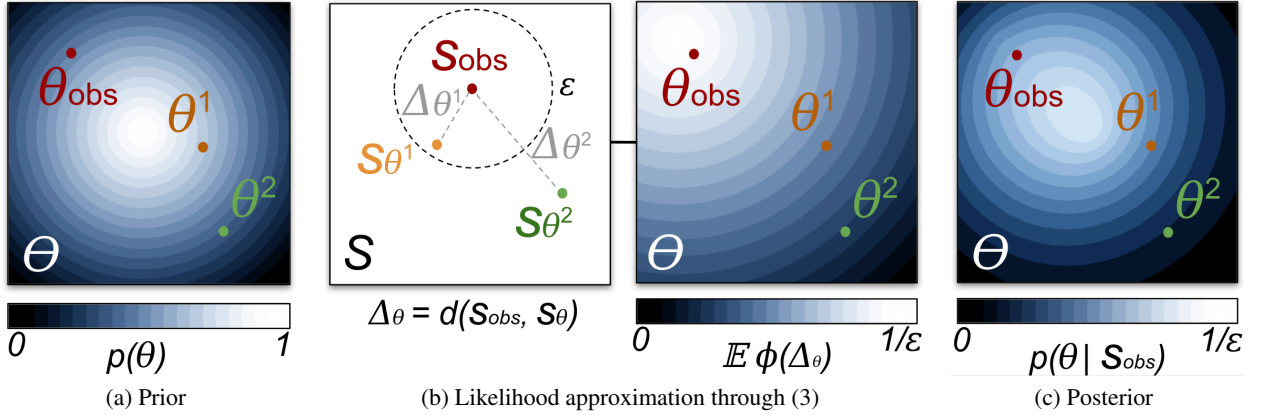 θobs
θ¹
θ²
Θ
0 1
p(θ)
(a) Prior
Sobs
ε
Δθ¹
Δθ²
Sθ¹
Sθ²
S
Δθ = d(Sobs, Sθ)
θobs
θ¹
θ²
Θ
0 1/ε
𝔼 ϕ(Δθ)
(b) Likelihood approximation through (3)
θobs
θ¹
θ²
Θ
0 1/ε
p(θ| Sobs)
(c) Posterior